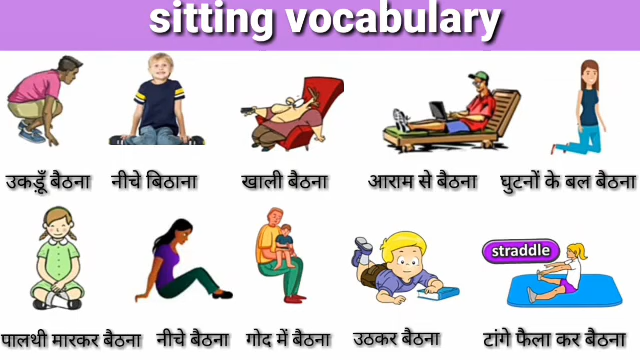 sitting vocabulary
उकड़ूँ बैठना नीचे बिठाना खाली बैठना आराम से बैठना घुटनों के बल बैठना
straddle
पालथी मारकर बैठना नीचे बैठना गोद में बैठना उठकर बैठना टांगे फैला कर बैठना